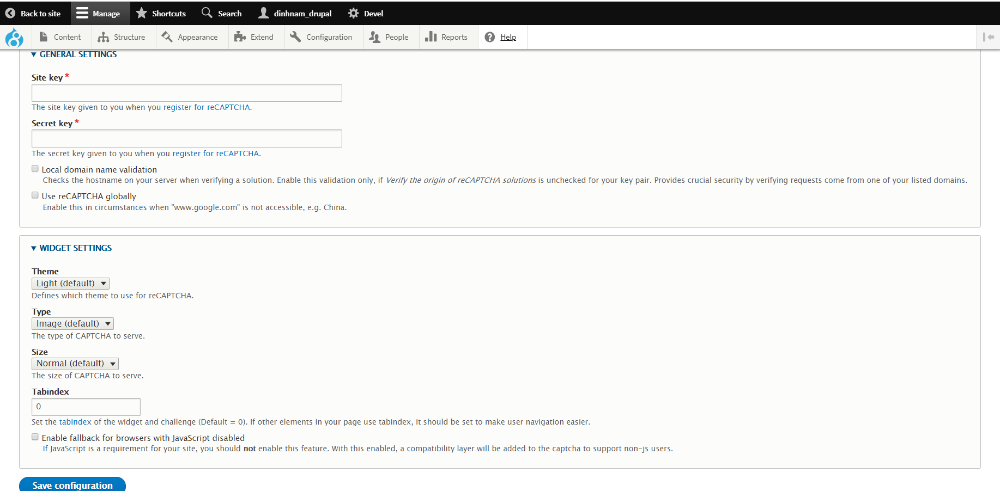 Back to site Manage Shortcuts Search dinhnam_drupal Devel
8 Content Structure Appearance Extend Configuration People Reports Help
GENERAL SETTINGS
Site key *
The site key given to you when you register for reCAPTCHA.
Secret key *
The secret key given to you when you register for reCAPTCHA.
Local domain name validation
Checks the hostname on your server when verifying a solution. Enable this validation only, if Verify the origin of reCAPTCHA solutions is unchecked for your key pair. Provides crucial security by verifying requests come from one of your listed domains.
Use reCAPTCHA globally
Enable this in circumstances when "www.google.com" is not accessible, e.g. China.
WIDGET SETTINGS
Theme
Light (default)
Defines which theme to use for reCAPTCHA.
Type
Image (default)
The type of CAPTCHA to serve.
Size
Normal (default)
The size of CAPTCHA to serve.
Tabindex
0
Set the tabindex of the widget and challenge (Default = 0). If other elements in your page use tabindex, it should be set to make user navigation easier.
Enable fallback for browsers with JavaScript disabled
If JavaScript is a requirement for your site, you should not enable this feature. With this enabled, a compatibility layer will be added to the captcha to support non-js users.
Save configuration